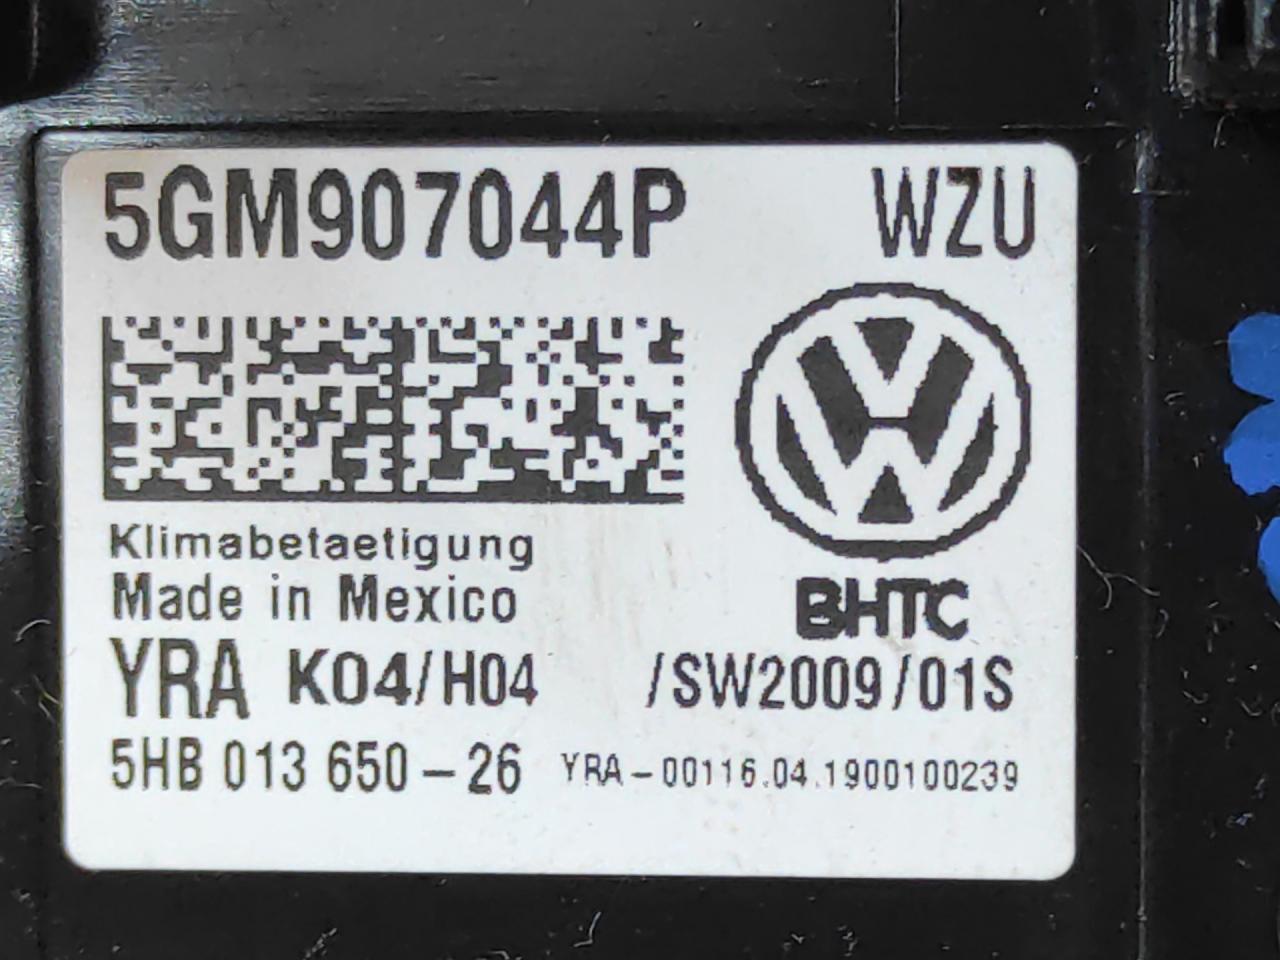 5GM907044P WZU
Klimabetaetigung
Made in Mexico
BHTC
YRA K04/H04 /SW2009/01S
5HB 013 650-26 YRA-00116.04.1900100239